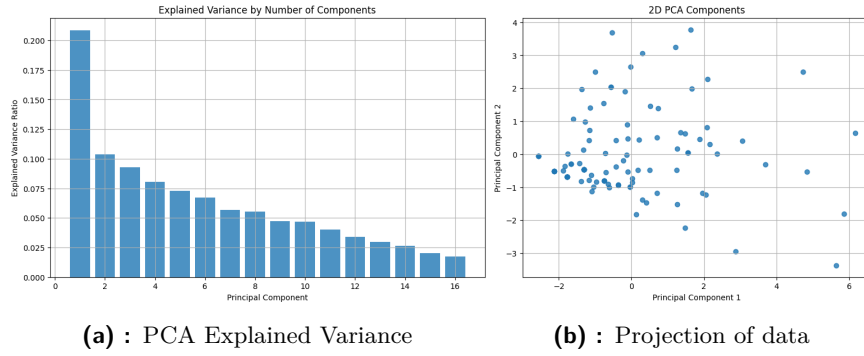 Explained Variance by Number of Components
0.200
0.175
0.150
0.125
0.100
0.075
0.050
0.025
0.000
Explained Variance Ratio
0 2 4 6 8 10 12 14 16
Principal Component
2D PCA Components
4
3
2
1
0
−1
−2
−3
Principal Component 2
−2 0 2 4 6
Principal Component 1
(a) : PCA Explained Variance
(b) : Projection of data